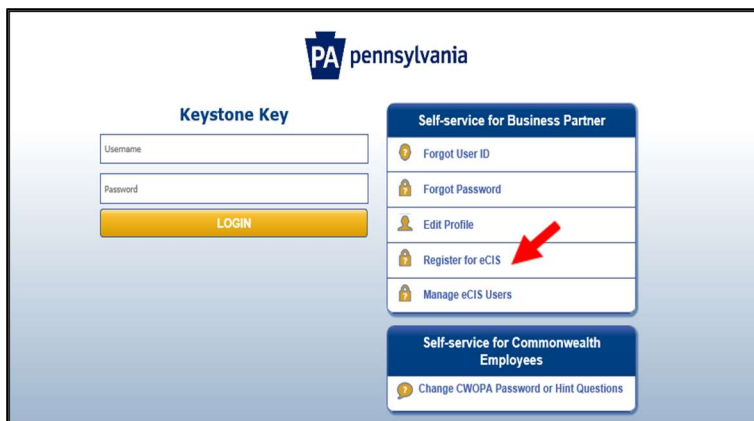 PA pennsylvania
Keystone Key
Username
Password
LOGIN
Self-service for Business Partner
Forgot User ID
Forgot Password
Edit Profile
Register for eCIS
Manage eCIS Users
Self-service for Commonwealth
Employees
Change CWOPA Password or Hint Questions